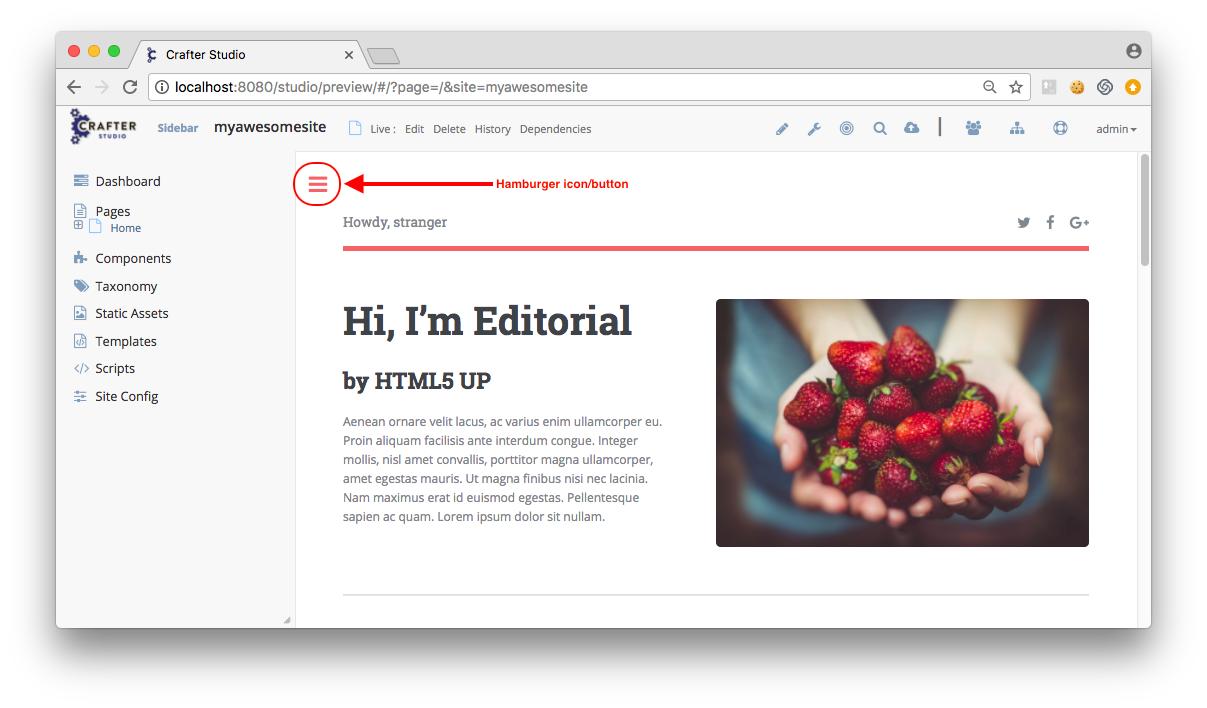 Crafter Studio
localhost:8080/studio/preview/#/?page=/&site=myawesomesite
CRAFTER
STUDIO
Sidebar
myawesomesite
Live :
Edit
Delete
History
Dependencies
admin
Dashboard
Pages
Home
Components
Taxonomy
Static Assets
Templates
Scripts
Site Config
Hamburger icon/button
Howdy, stranger
G+
Hi, I’m Editorial
by HTML5 UP
Aenean ornare velit lacus, ac varius enim ullamcorper eu.
Proin aliquam facilisis ante interdum congue. Integer
mollis, nisl amet convallis, porttitor magna ullamcorper,
amet egestas mauris. Ut magna finibus nisi nec lacinia.
Nam maximus erat id euismod egestas. Pellentesque
sapien ac quam. Lorem ipsum dolor sit nullam.